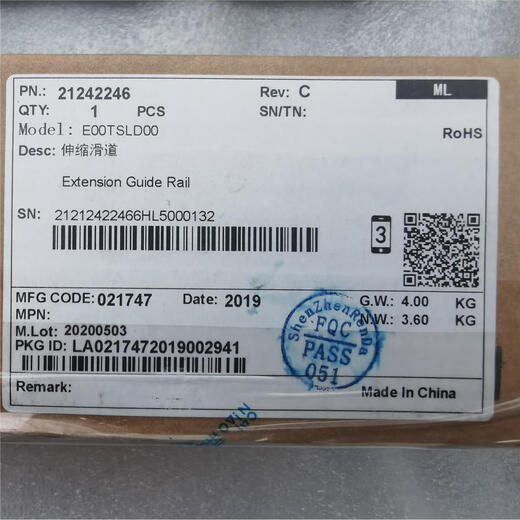 PN.: 21242246 Rev: C ML
QTY: 1 PCS SN/TN:
Model: E00TSLD00 RoHS
Desc: 伸缩滑道
Extension Guide Rail
SN: 21212422466HL5000132
3
MFG CODE: 021747 Date: 2019 G.W.: 4.00 KG
MPN: N.W.: 3.60 KG
M.Lot: 20200503
PKG ID: LA0217472019002941
ShenZhenRenDa
FQC
PASS
051
Remark: Made In China